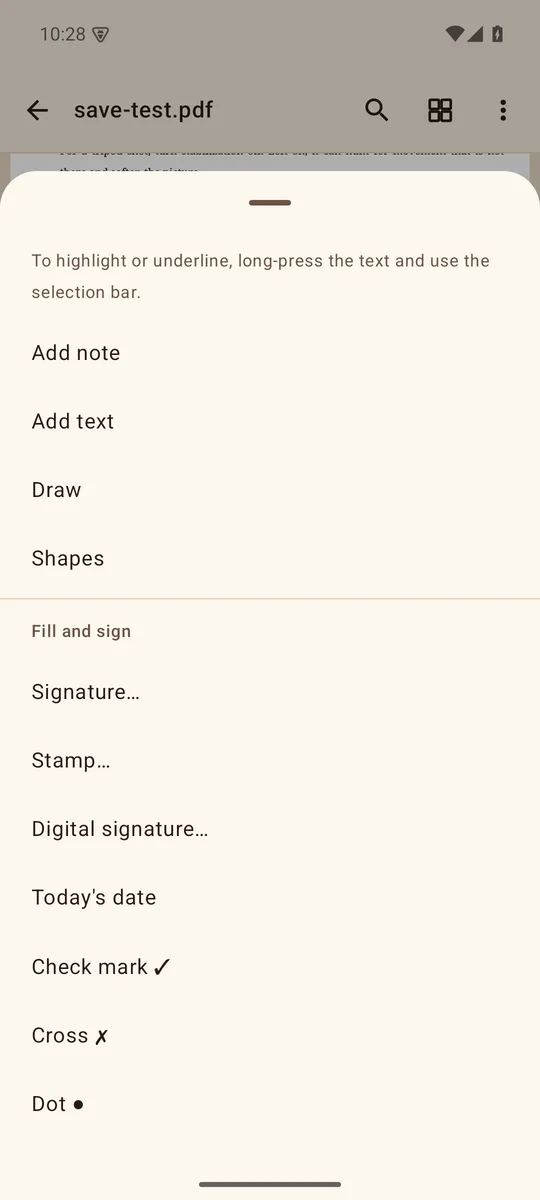 10:28
save-test.pdf
To highlight or underline, long-press the text and use the
selection bar.
Add note
Add text
Draw
Shapes
Fill and sign
Signature…
Stamp…
Digital signature…
Today's date
Check mark ✓
Cross ✗
Dot ●